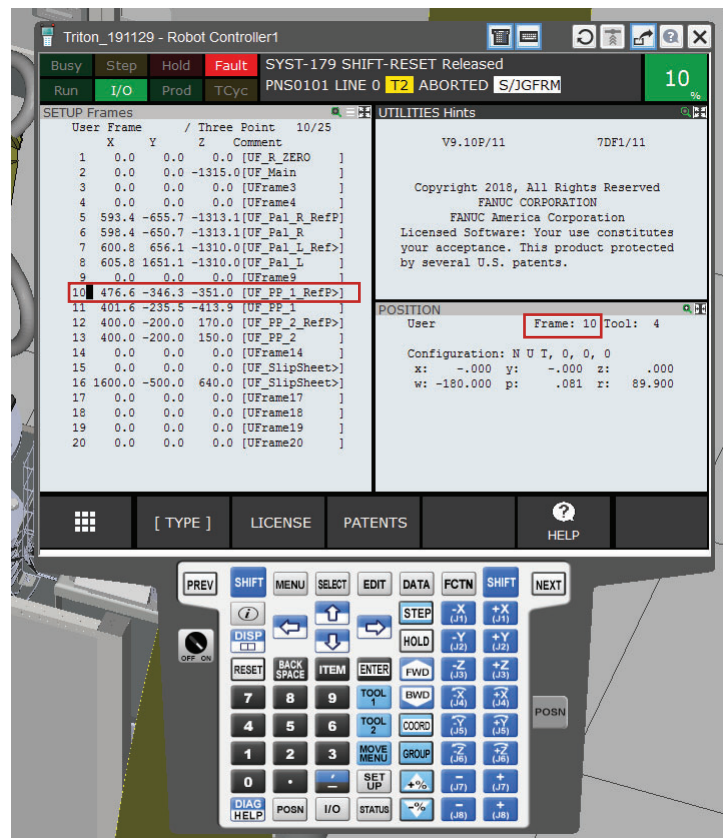 Triton_191129 - Robot Controller1
Busy Step Hold Fault SYST-179 SHIFT-RESET Released
Run I/O Prod TCyc PNS0101 LINE 0 T2 ABORTED S/JGFRM
10 %
SETUP Frames
User Frame / Three Point 10/25
X Y Z Comment
1 0.0 0.0 0.0 [UF_R_ZERO ]
2 0.0 0.0 -1315.0[UF_Main ]
3 0.0 0.0 0.0 [UFrame3 ]
4 0.0 0.0 0.0 [UFrame4 ]
5 593.4 -655.7 -1313.1[UF_Pal_R_RefP]
6 598.4 -650.7 -1313.1[UF_Pal_R ]
7 600.8 656.1 -1310.0[UF_Pal_L_Ref>]
8 605.8 1651.1 -1310.0[UF_Pal_L ]
9 0.0 0.0 0.0 [UFrame9 ]
10 476.6 -346.3 -351.0 [UF_PP_1_RefP>]
11 401.6 -235.5 -413.9 [UF_PP_1 ]
12 400.0 -200.0 170.0 [UF_PP_2_RefP>]
13 400.0 -200.0 150.0 [UF_PP_2 ]
14 0.0 0.0 0.0 [UFrame14 ]
15 0.0 0.0 0.0 [UF_SlipSheet>]
16 1600.0 -500.0 640.0 [UF_SlipSheet>]
17 0.0 0.0 0.0 [UFrame17 ]
18 0.0 0.0 0.0 [UFrame18 ]
19 0.0 0.0 0.0 [UFrame19 ]
20 0.0 0.0 0.0 [UFrame20 ]
UTILITIES Hints
V9.10P/11 7DF1/11
Copyright 2018, All Rights Reserved
FANUC CORPORATION
FANUC America Corporation
Licensed Software: Your use constitutes
your acceptance. This product protected
by several U.S. patents.
POSITION
User Frame: 10 Tool: 4
Configuration: N U T, 0, 0, 0
x: -.000 y: -.000 z: .000
w: -180.000 p: .081 r: 89.900
[ TYPE ] LICENSE PATENTS HELP
PREV SHIFT MENU SELECT EDIT DATA FCTN SHIFT NEXT
i STEP -X (J1) +X (J1)
DISP HOLD -Y (J2) +Y (J2)
OFF ON
RESET BACK SPACE ITEM ENTER FWD -Z (J3) +Z (J3)
7 8 9 TOOL 1 BWD -X (J4) +X (J4)
POSN
4 5 6 TOOL 2 COORD -Y (J5) +Y (J5)
1 2 3 MOVE MENU GROUP -Z (J6) +Z (J6)
0 . , - SET UP +% - (J7) + (J7)
DIAG HELP POSN I/O STATUS -% - (J8) + (J8)